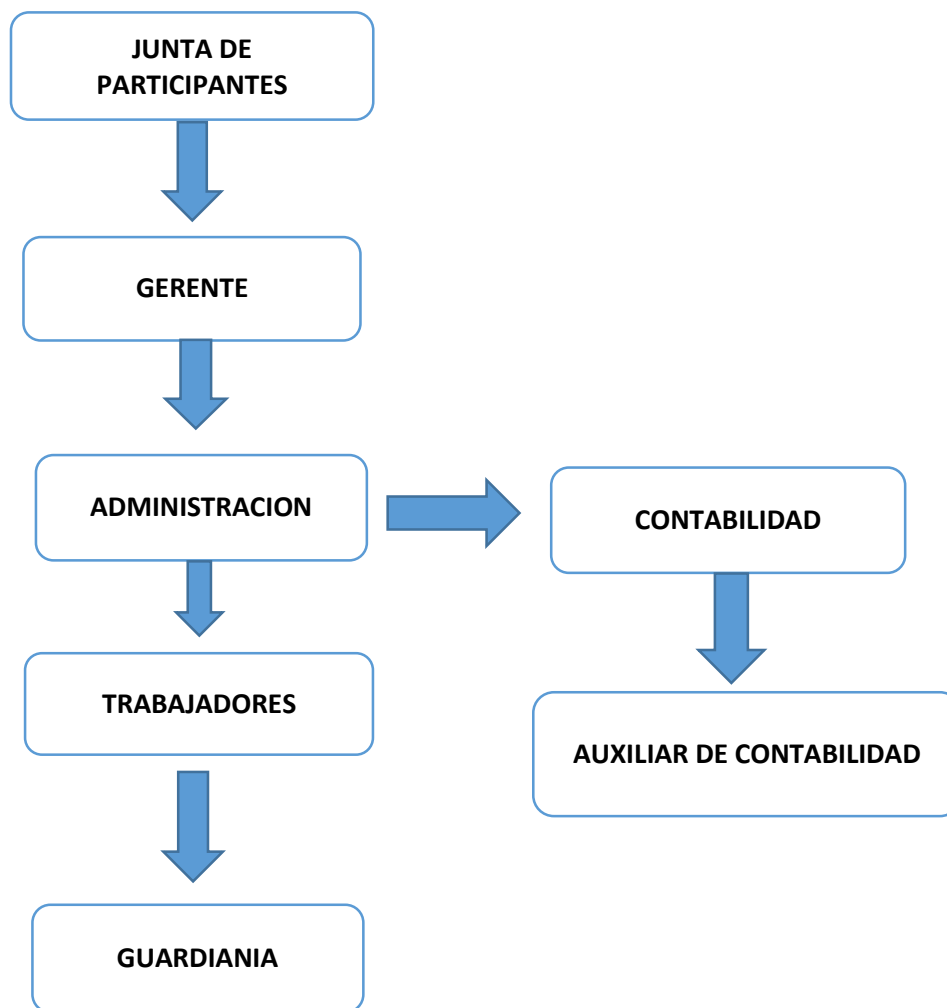 JUNTA DE
PARTICIPANTES
GERENTE
ADMINISTRACION
CONTABILIDAD
TRABAJADORES
AUXILIAR DE CONTABILIDAD
GUARDIANIA